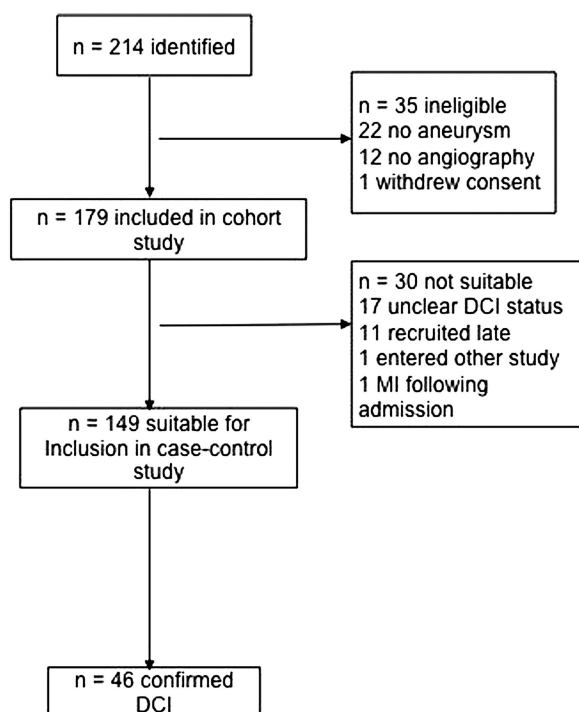 n = 214 identified
n = 35 ineligible
22 no aneurysm
12 no angiography
1 withdrew consent
n = 179 included in cohort
study
n = 30 not suitable
17 unclear DCI status
11 recruited late
1 entered other study
1 MI following
admission
n = 149 suitable for
Inclusion in case-control
study
n = 46 confirmed
DCI